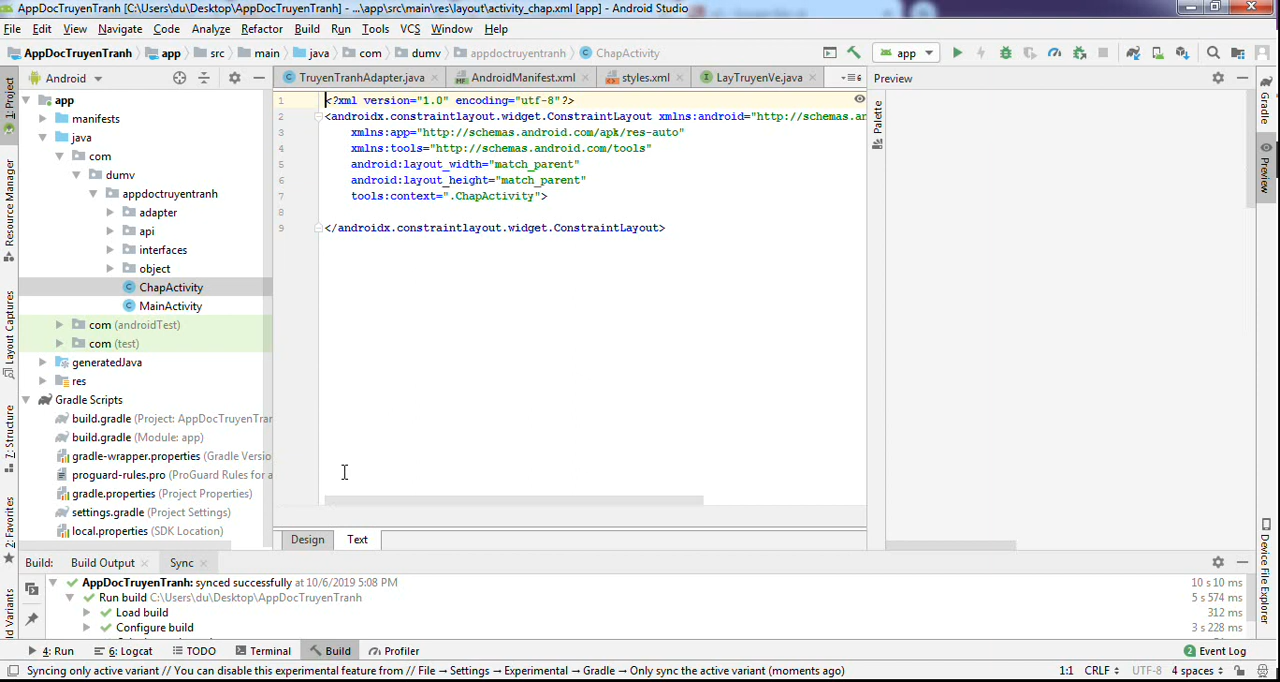 AppDocTruyenTranh [C:\Users\du\Desktop\AppDocTruyenTranh] - ...\app\src\main\res\layout\activity_chap.xml [app] - Android Studio
File Edit View Navigate Code Analyze Refactor Build Run Tools VCS Window Help
AppDocTruyenTranh app src main java com dumv appdoctruyentranh ChapActivity app
Android TruyenTranhAdapter.java AndroidManifest.xml styles.xml LayTruyenVe.java Preview
1: Project
Resource Manager
Layout Captures
7: Structure
2: Favorites
app
manifests
java
com
dumv
appdoctruyentranh
adapter
api
interfaces
object
ChapActivity
MainActivity
com (androidTest)
com (test)
generatedJava
res
Gradle Scripts
build.gradle (Project: AppDocTruyenTran
build.gradle (Module: app)
gradle-wrapper.properties (Gradle Versio
proguard-rules.pro (ProGuard Rules for a
gradle.properties (Project Properties)
settings.gradle (Project Settings)
local.properties (SDK Location)
1 <?xml version="1.0" encoding="utf-8"?>
2 <androidx.constraintlayout.widget.ConstraintLayout xmlns:android="http://schemas.an
3 xmlns:app="http://schemas.android.com/apk/res-auto"
4 xmlns:tools="http://schemas.android.com/tools"
5 android:layout_width="match_parent"
6 android:layout_height="match_parent"
7 tools:context=".ChapActivity">
8
9 </androidx.constraintlayout.widget.ConstraintLayout>
Design Text
Palette
Gradle
Preview
Device File Explorer
Build: Build Output Sync
AppDocTruyenTranh: synced successfully at 10/6/2019 5:08 PM 10 s 10 ms
Run build C:\Users\du\Desktop\AppDocTruyenTranh 5 s 574 ms
Load build 312 ms
Configure build 3 s 228 ms
4: Run 6: Logcat TODO Terminal Build Profiler 2 Event Log
Syncing only active variant // You can disable this experimental feature from // File → Settings → Experimental → Gradle → Only sync the active variant (moments ago) 1:1 CRLF UTF-8 4 spaces